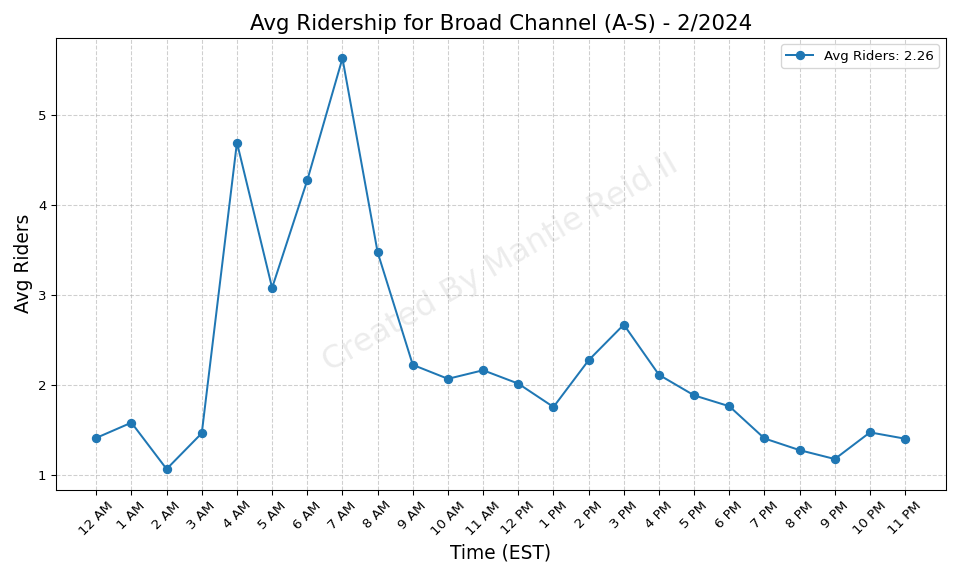 Avg Ridership for Broad Channel (A-S) - 2/2024
Avg Riders: 2.26
Avg Riders
5
4
3
2
1
Created By Mantie Reid II
12 AM
1 AM
2 AM
3 AM
4 AM
5 AM
6 AM
7 AM
8 AM
9 AM
10 AM
11 AM
12 PM
1 PM
2 PM
3 PM
4 PM
5 PM
6 PM
7 PM
8 PM
9 PM
10 PM
11 PM
Time (EST)